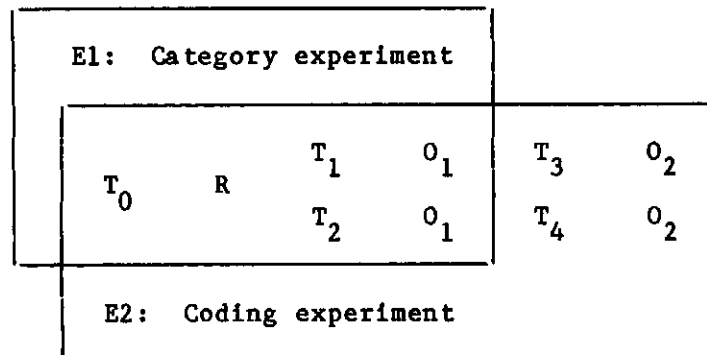 E1: Category experiment
T1 O1 T3 O2
T0 R
T2 O1 T4 O2
E2: Coding experiment